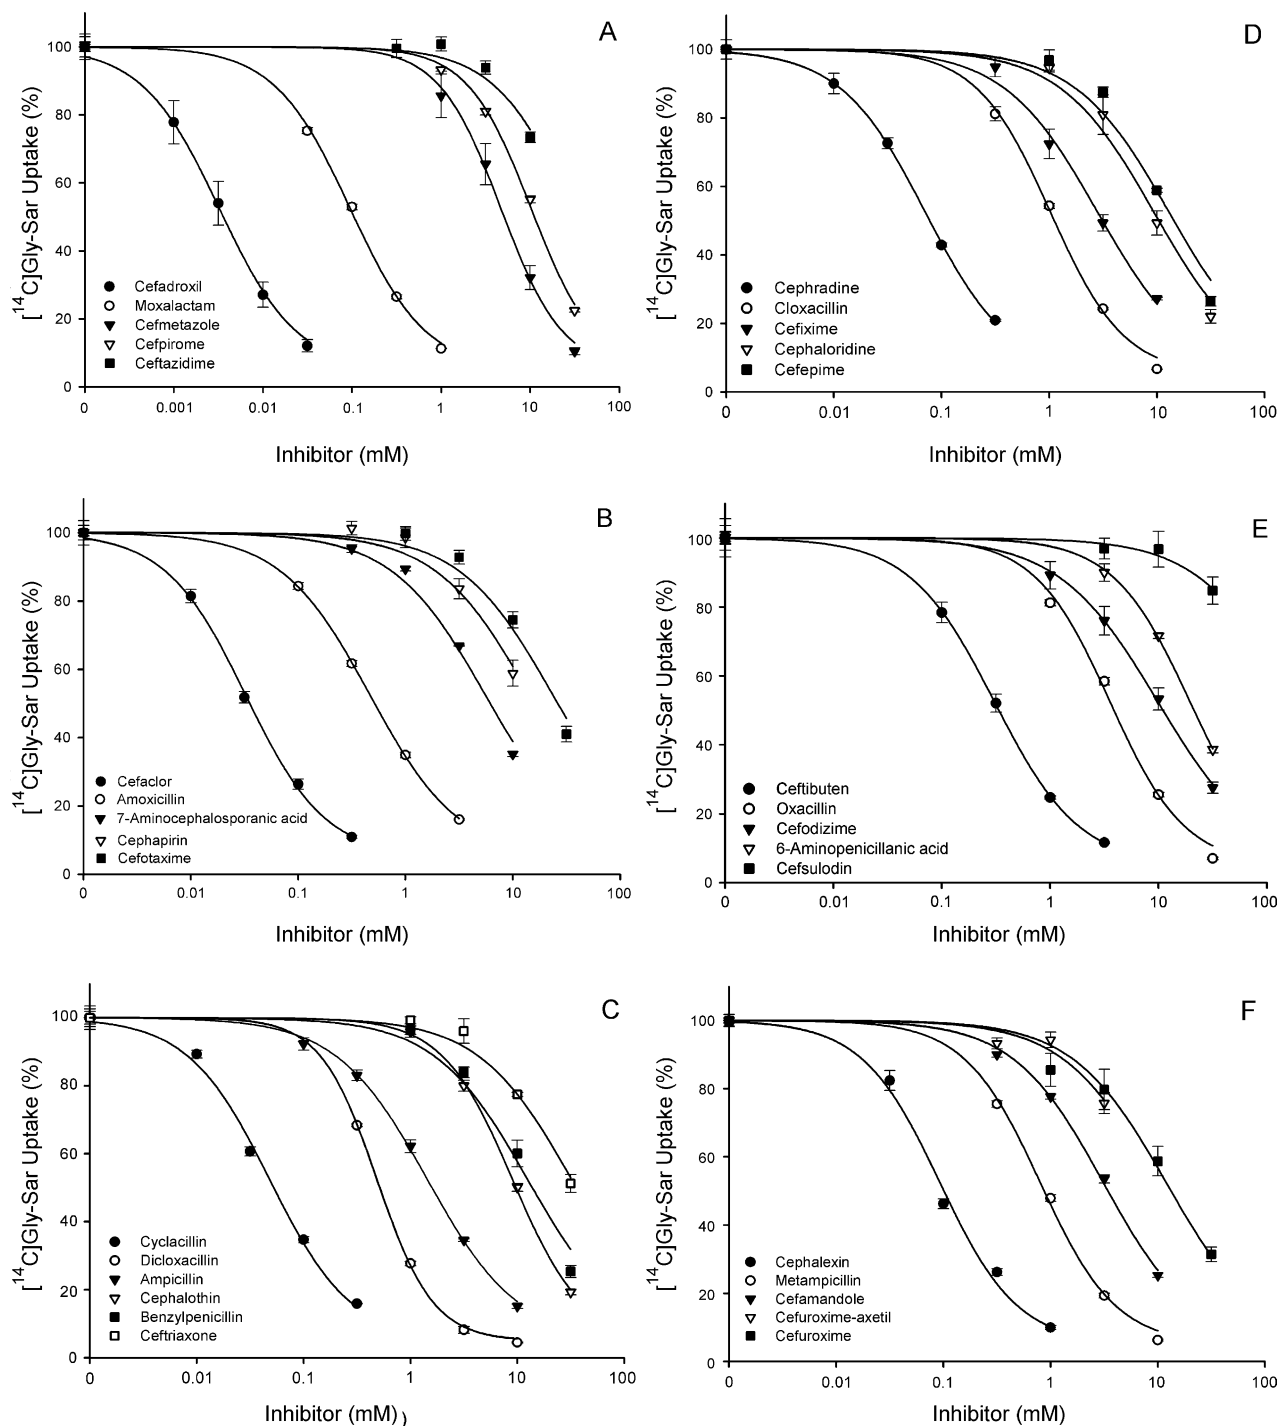 A
[14C]Gly-Sar Uptake (%)
100
80
60
40
20
0
Cefadroxil
Moxalactam
Cefmetazole
Cefpirome
Ceftazidime
0 0.001 0.01 0.1 1 10 100
Inhibitor (mM)
D
[14C]Gly-Sar Uptake (%)
100
80
60
40
20
0
Cephradine
Cloxacillin
Cefixime
Cephaloridine
Cefepime
0 0.01 0.1 1 10 100
Inhibitor (mM)
B
[14C]Gly-Sar Uptake (%)
100
80
60
40
20
0
Cefaclor
Amoxicillin
7-Aminocephalosporanic acid
Cephapirin
Cefotaxime
0 0.01 0.1 1 10 100
Inhibitor (mM)
E
[14C]Gly-Sar Uptake (%)
100
80
60
40
20
0
Ceftibuten
Oxacillin
Cefodizime
6-Aminopenicillanic acid
Cefsulodin
0 0.01 0.1 1 10 100
Inhibitor (mM)
C
[14C]Gly-Sar Uptake (%)
100
80
60
40
20
0
Cyclacillin
Dicloxacillin
Ampicillin
Cephalothin
Benzylpenicillin
Ceftriaxone
0 0.01 0.1 1 10 100
Inhibitor (mM) )
F
[14C]Gly-Sar Uptake (%)
100
80
60
40
20
0
Cephalexin
Metampicillin
Cefamandole
Cefuroxime-axetil
Cefuroxime
0 0.01 0.1 1 10 100
Inhibitor (mM)